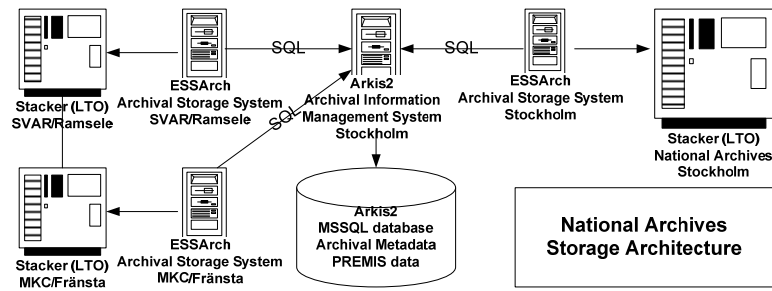 SQL
SQL
SQL
Stacker (LTO)
SVAR/Ramsele
ESSArch
Archival Storage System
SVAR/Ramsele
Arkis2
Archival Information
Management System
Stockholm
ESSArch
Archival Storage System
Stockholm
Stacker (LTO)
National Archives
Stockholm
Stacker (LTO)
MKC/Fränsta
ESSArch
Archival Storage System
MKC/Fränsta
Arkis2
MSSQL database
Archival Metadata
PREMIS data
National Archives
Storage Architecture